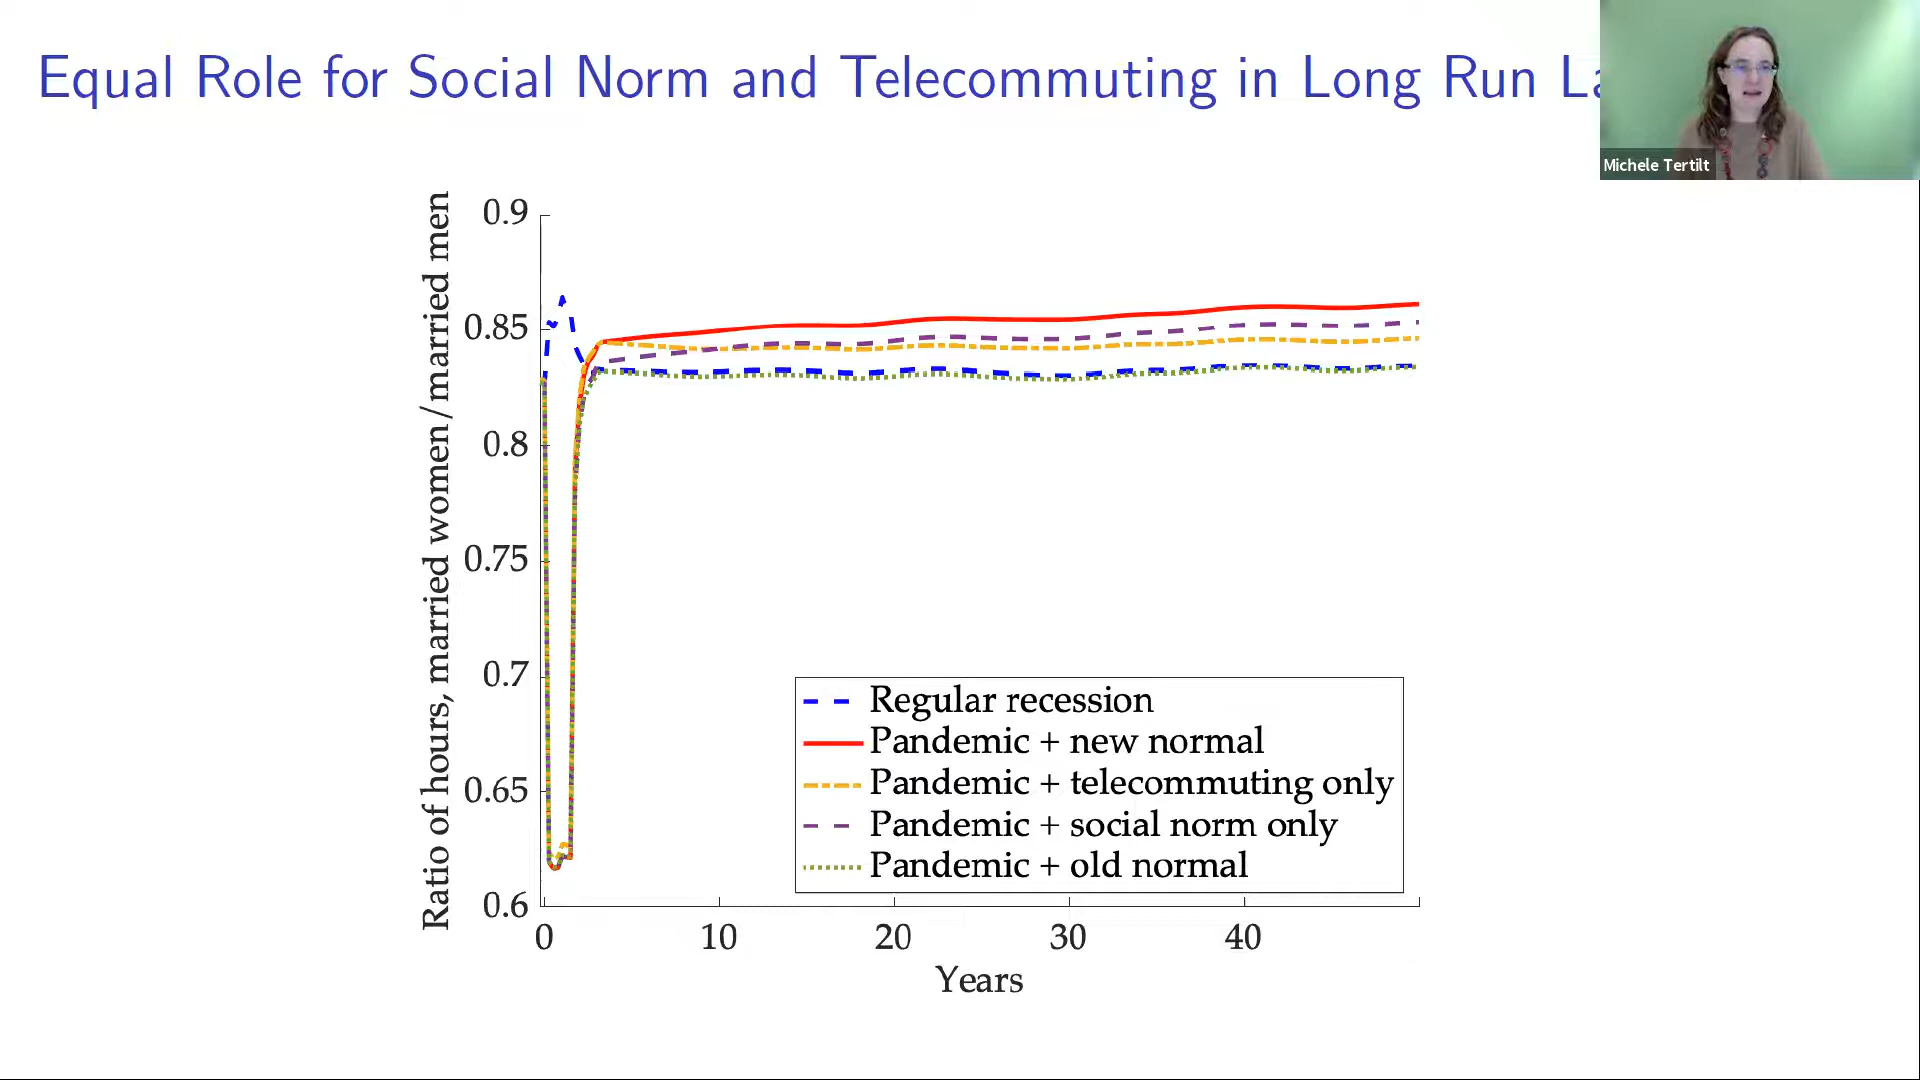 Equal Role for Social Norm and Telecommuting in Long Run
Michele Tertilt
Ratio of hours, married women/married men
0.9
0.85
0.8
0.75
0.7
0.65
0.6
0
10
20
30
40
Years
Regular recession
Pandemic + new normal
Pandemic + telecommuting only
Pandemic + social norm only
Pandemic + old normal